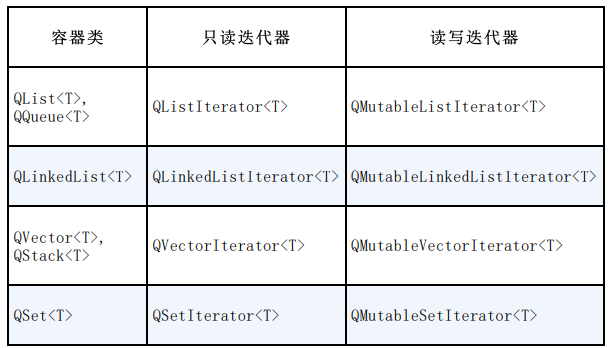 容器类 只读迭代器 读写迭代器
QList<T>,
QQueue<T> QListIterator<T> QMutableListIterator<T>
QLinkedList<T> QLinkedListIterator<T> QMutableLinkedListIterator<T>
QVector<T>,
QStack<T> QVectorIterator<T> QMutableVectorIterator<T>
QSet<T> QSetIterator<T> QMutableSetIterator<T>